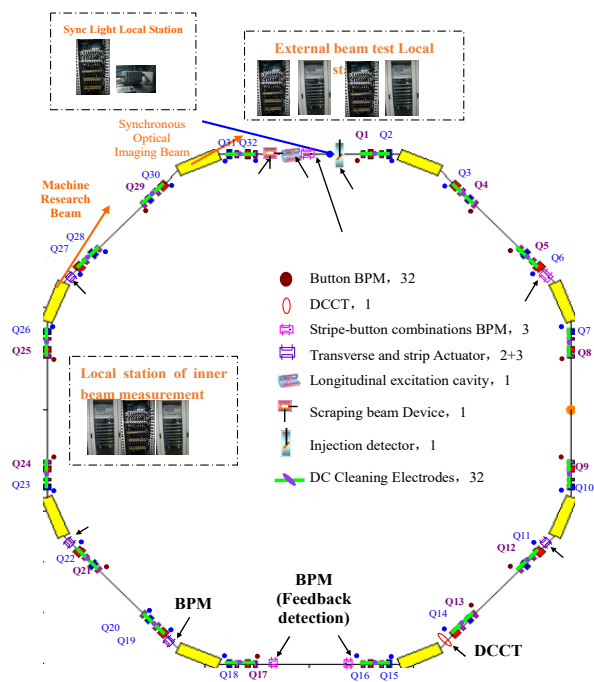 Sync Light Local Station
External beam test Local
st
Synchronous
Optical
Imaging Beam
Q31
Q32
Q1
Q2
Q30
Q29
Q3
Q4
Machine
Research
Beam
Q28
Q27
Q5
Q6
Button BPM，32
DCCT，1
Stripe-button combinations BPM，3
Transverse and strip Actuator，2+3
Longitudinal excitation cavity，1
Scraping beam Device，1
Injection detector，1
DC Cleaning Electrodes，32
Q26
Q25
Q7
Q8
Local station of inner
beam measurement
Q24
Q23
Q9
Q10
Q22
Q21
Q11
Q12
BPM
BPM
(Feedback
detection)
Q20
Q19
Q13
Q14
DCCT
Q18
Q17
Q16
Q15